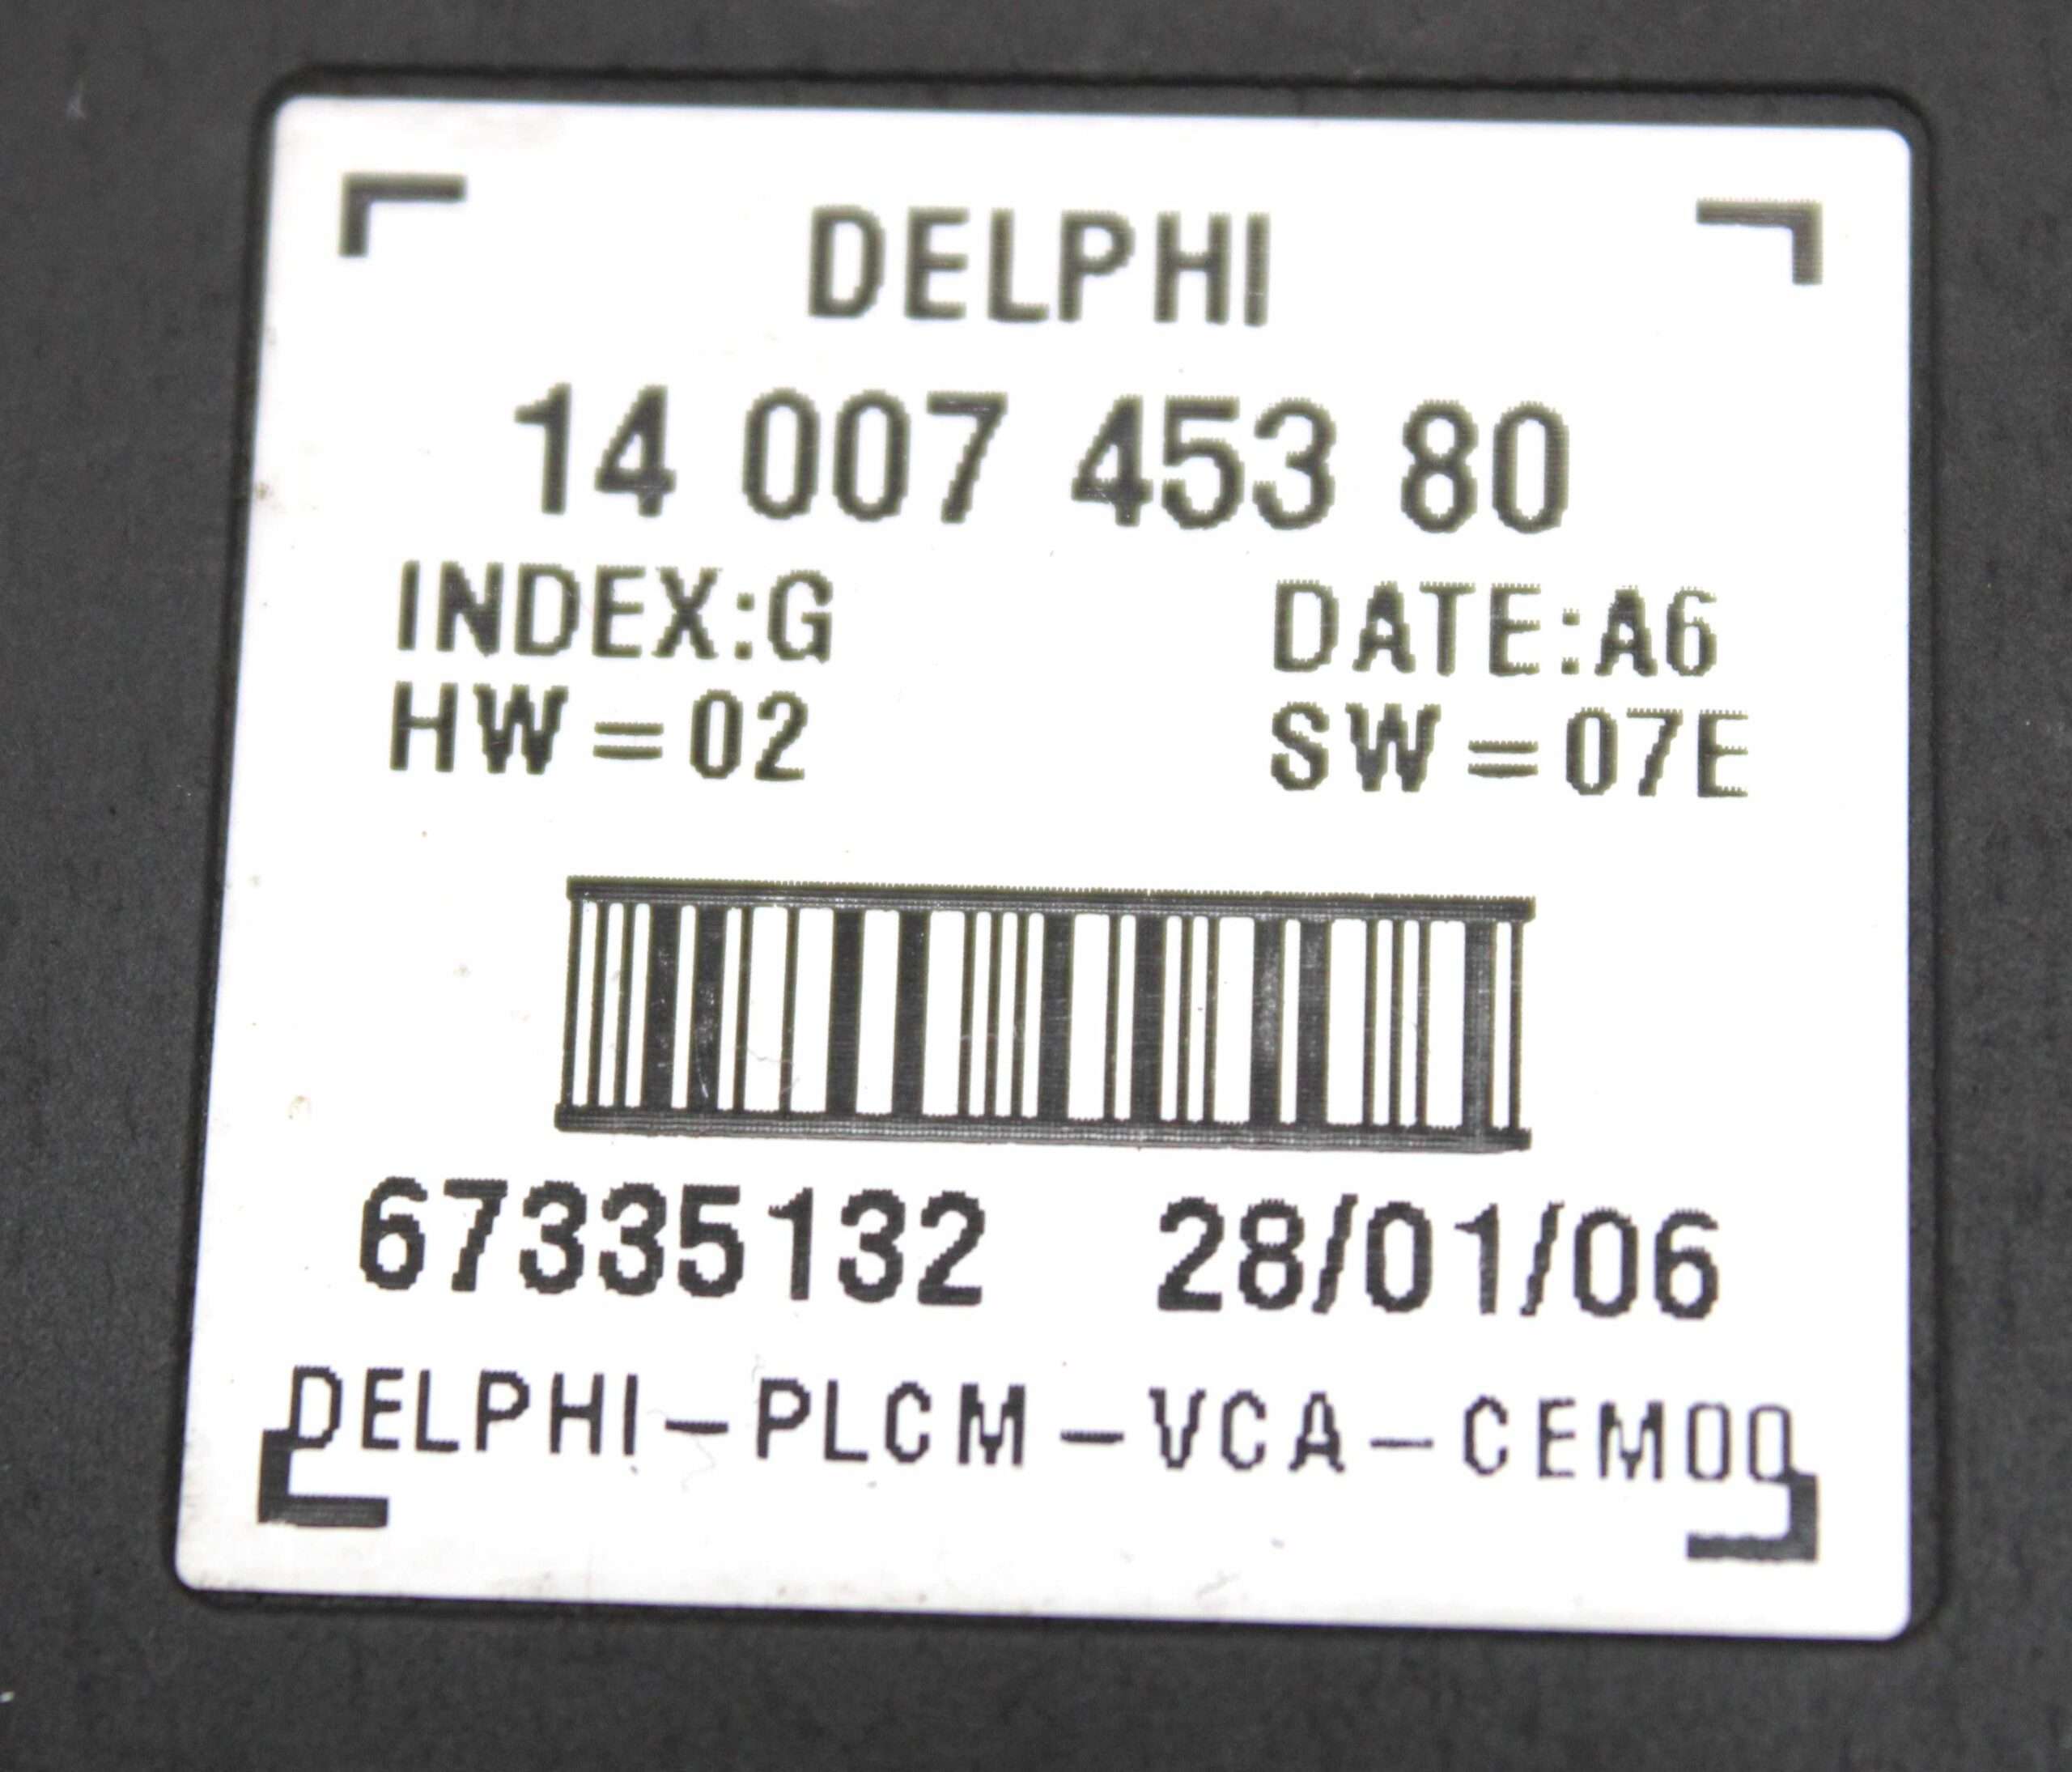 DELPHI
14 007 453 80
INDEX:G DATE:A6
HW=02 SW=07E
67335132 28/01/06
DELPHI-PLCM-VCA-CEM00